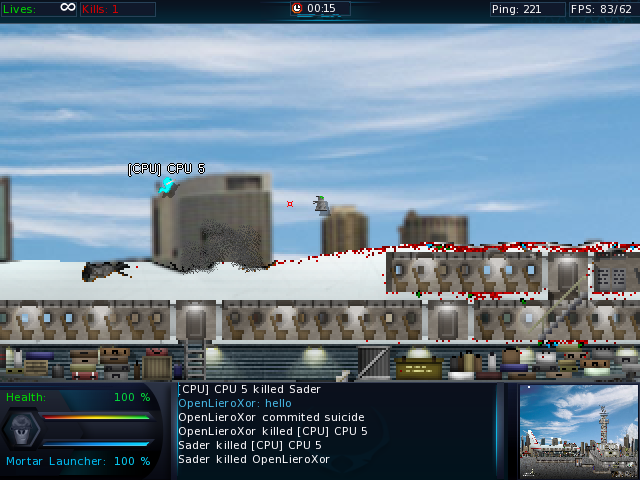 Lives: ∞ Kills: 1 00:15 Ping: 221 FPS: 83/62
[CPU] CPU 5
Health: 100 %
Mortar Launcher: 100 %
[CPU] CPU 5 killed Sader
OpenLieroXor: hello
OpenLieroXor commited suicide
OpenLieroXor killed [CPU] CPU 5
Sader killed [CPU] CPU 5
Sader killed OpenLieroXor